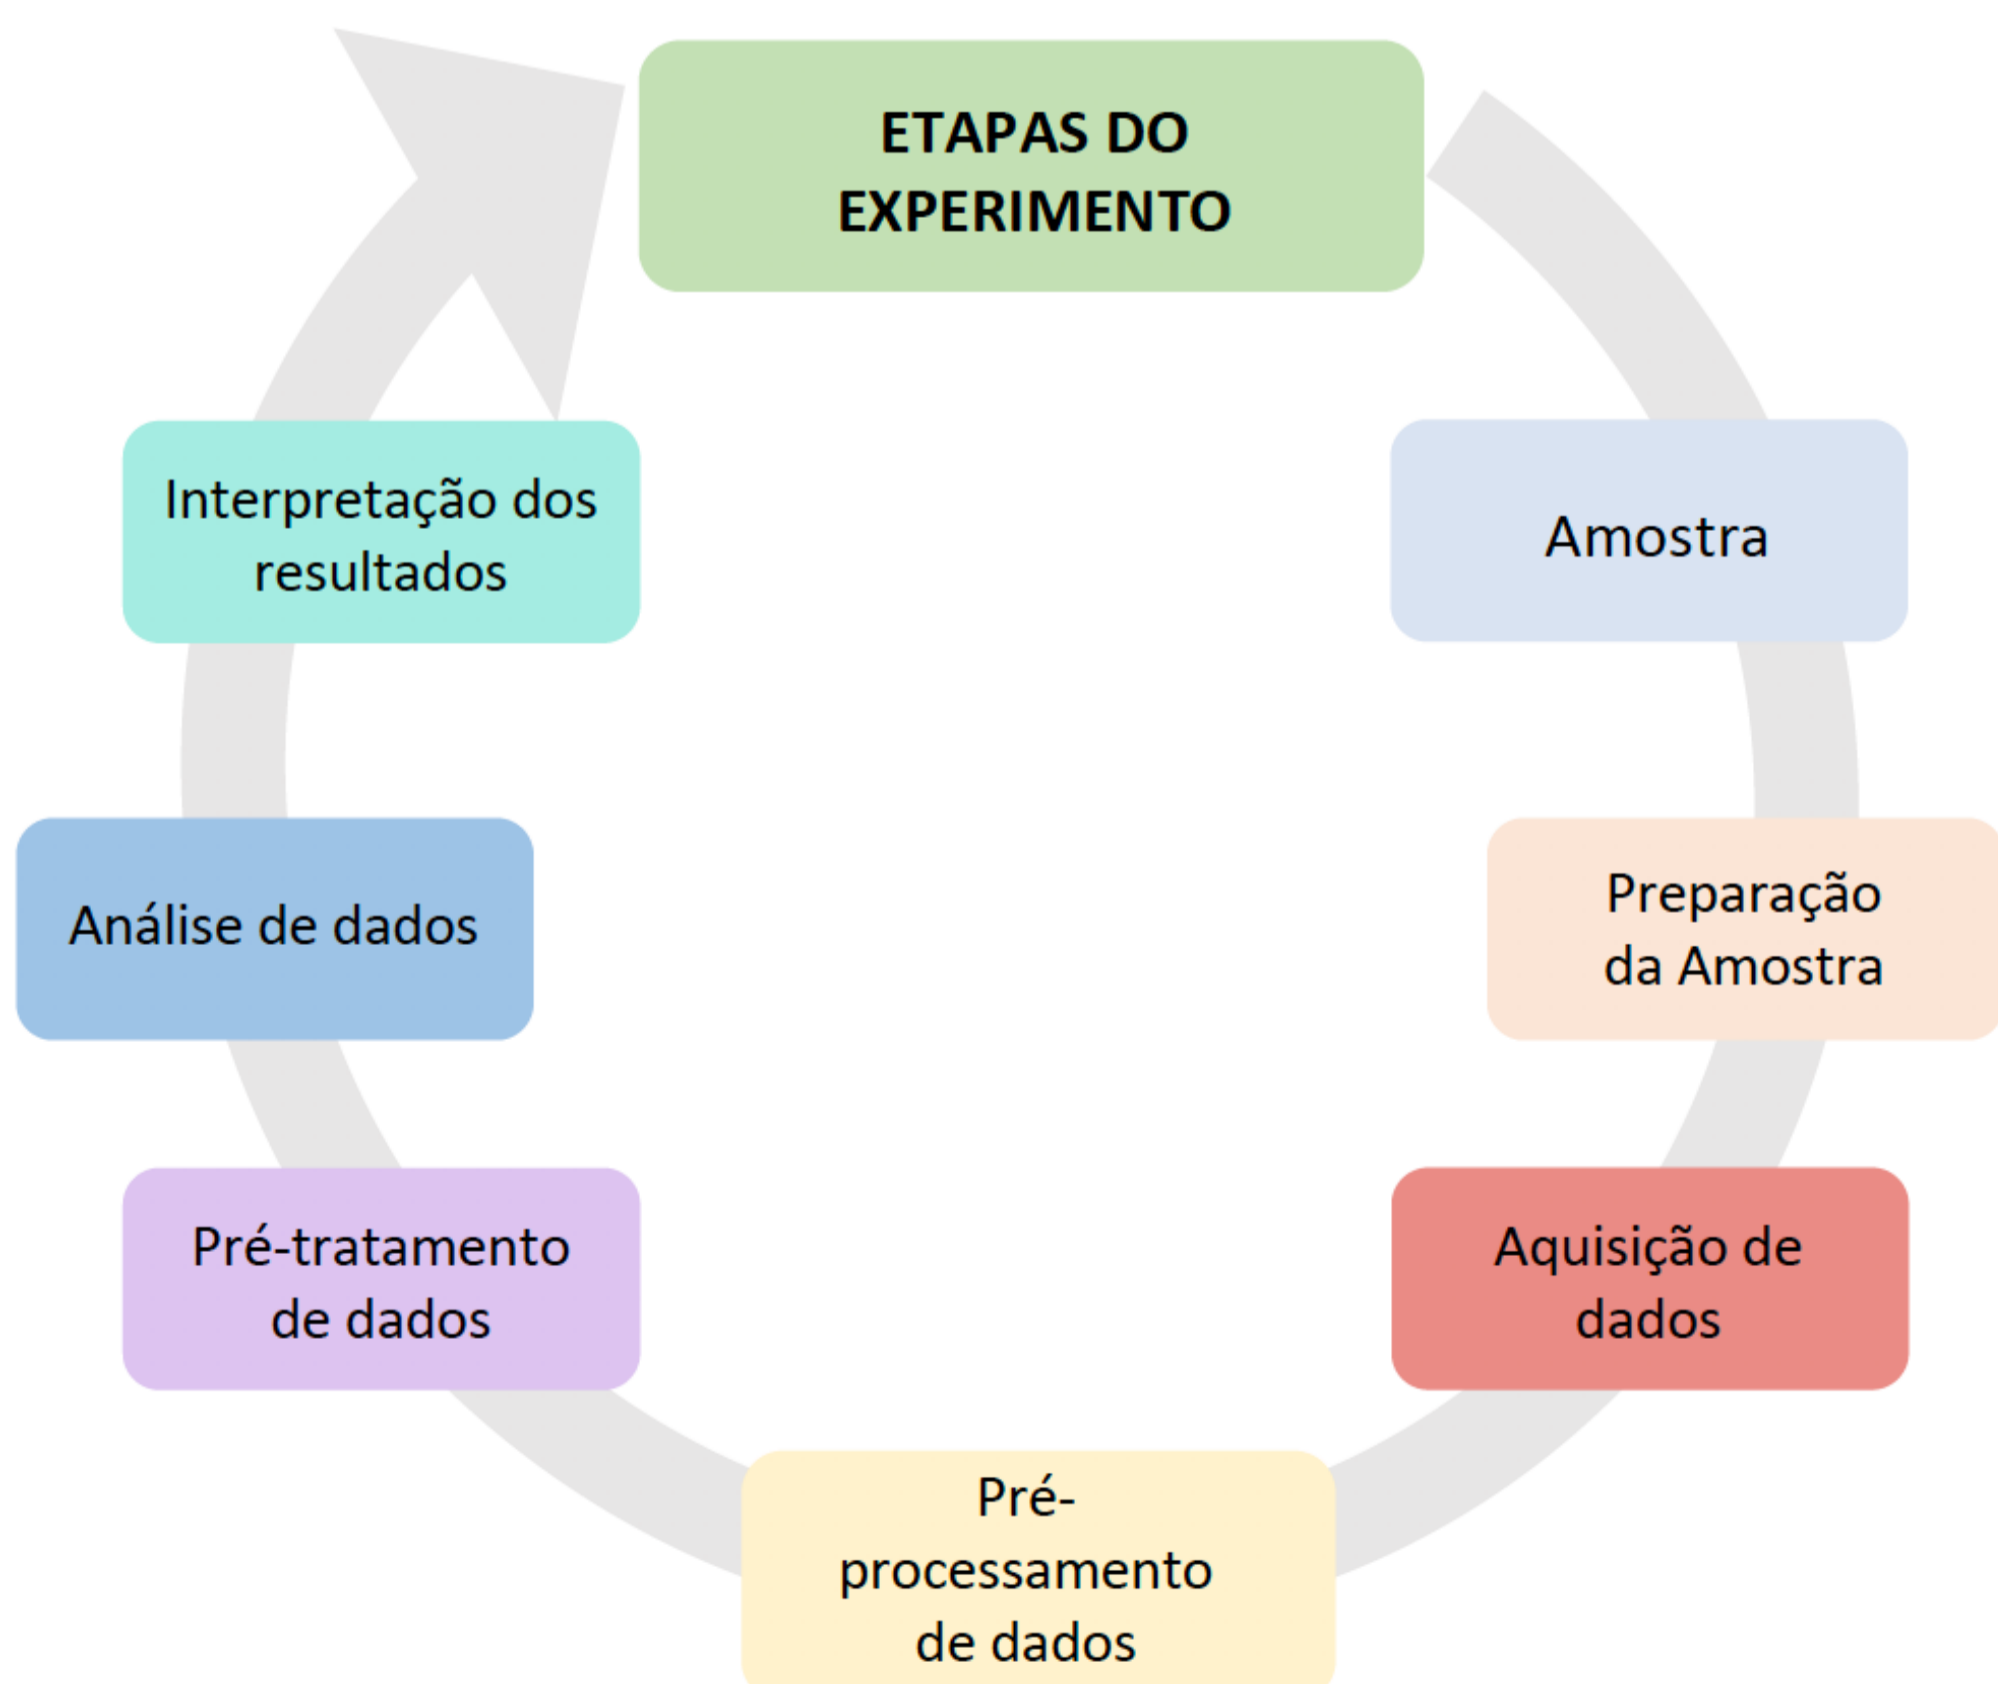 ETAPAS DO
EXPERIMENTO
Amostra
Preparação
da Amostra
Aquisição de
dados
Pré-
processamento
de dados
Pré-tratamento
de dados
Análise de dados
Interpretação dos
resultados